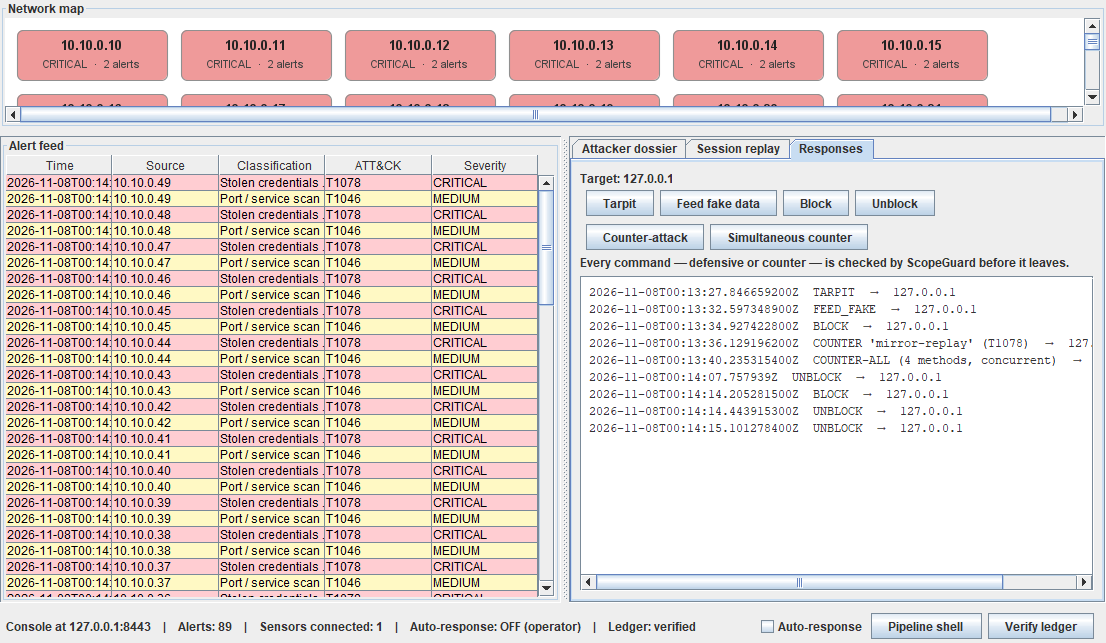 Network map
10.10.0.10
CRITICAL · 2 alerts
10.10.0.11
CRITICAL · 2 alerts
10.10.0.12
CRITICAL · 2 alerts
10.10.0.13
CRITICAL · 2 alerts
10.10.0.14
CRITICAL · 2 alerts
10.10.0.15
CRITICAL · 2 alerts
Alert feed
Time Source Classification ATT&CK Severity
2026-11-08T00:14: 10.10.0.49 Stolen credentials T1078 CRITICAL
2026-11-08T00:14: 10.10.0.49 Port / service scan T1046 MEDIUM
2026-11-08T00:14: 10.10.0.48 Stolen credentials T1078 CRITICAL
2026-11-08T00:14: 10.10.0.48 Port / service scan T1046 MEDIUM
2026-11-08T00:14: 10.10.0.47 Stolen credentials T1078 CRITICAL
2026-11-08T00:14: 10.10.0.47 Port / service scan T1046 MEDIUM
2026-11-08T00:14: 10.10.0.46 Stolen credentials T1078 CRITICAL
2026-11-08T00:14: 10.10.0.46 Port / service scan T1046 MEDIUM
2026-11-08T00:14: 10.10.0.45 Stolen credentials T1078 CRITICAL
2026-11-08T00:14: 10.10.0.45 Port / service scan T1046 MEDIUM
2026-11-08T00:14: 10.10.0.44 Stolen credentials T1078 CRITICAL
2026-11-08T00:14: 10.10.0.44 Port / service scan T1046 MEDIUM
2026-11-08T00:14: 10.10.0.43 Stolen credentials T1078 CRITICAL
2026-11-08T00:14: 10.10.0.43 Port / service scan T1046 MEDIUM
2026-11-08T00:14: 10.10.0.42 Stolen credentials T1078 CRITICAL
2026-11-08T00:14: 10.10.0.42 Port / service scan T1046 MEDIUM
2026-11-08T00:14: 10.10.0.41 Stolen credentials T1078 CRITICAL
2026-11-08T00:14: 10.10.0.41 Port / service scan T1046 MEDIUM
2026-11-08T00:14: 10.10.0.40 Stolen credentials T1078 CRITICAL
2026-11-08T00:14: 10.10.0.40 Port / service scan T1046 MEDIUM
2026-11-08T00:14: 10.10.0.39 Stolen credentials T1078 CRITICAL
2026-11-08T00:14: 10.10.0.39 Port / service scan T1046 MEDIUM
2026-11-08T00:14: 10.10.0.38 Stolen credentials T1078 CRITICAL
2026-11-08T00:14: 10.10.0.38 Port / service scan T1046 MEDIUM
2026-11-08T00:14: 10.10.0.37 Stolen credentials T1078 CRITICAL
2026-11-08T00:14: 10.10.0.37 Port / service scan T1046 MEDIUM
Attacker dossier Session replay Responses
Target: 127.0.0.1
Tarpit Feed fake data Block Unblock
Counter-attack Simultaneous counter
Every command — defensive or counter — is checked by ScopeGuard before it leaves.
2026-11-08T00:13:27.846659200Z TARPIT → 127.0.0.1
2026-11-08T00:13:32.597348900Z FEED_FAKE → 127.0.0.1
2026-11-08T00:13:34.927422800Z BLOCK → 127.0.0.1
2026-11-08T00:13:36.129196200Z COUNTER 'mirror-replay' (T1078) → 127.
2026-11-08T00:13:40.235315400Z COUNTER-ALL (4 methods, concurrent) →
2026-11-08T00:14:07.757939Z UNBLOCK → 127.0.0.1
2026-11-08T00:14:14.205281500Z BLOCK → 127.0.0.1
2026-11-08T00:14:14.443915300Z UNBLOCK → 127.0.0.1
2026-11-08T00:14:15.101278400Z UNBLOCK → 127.0.0.1
Console at 127.0.0.1:8443 | Alerts: 89 | Sensors connected: 1 | Auto-response: OFF (operator) | Ledger: verified
Auto-response Pipeline shell Verify ledger